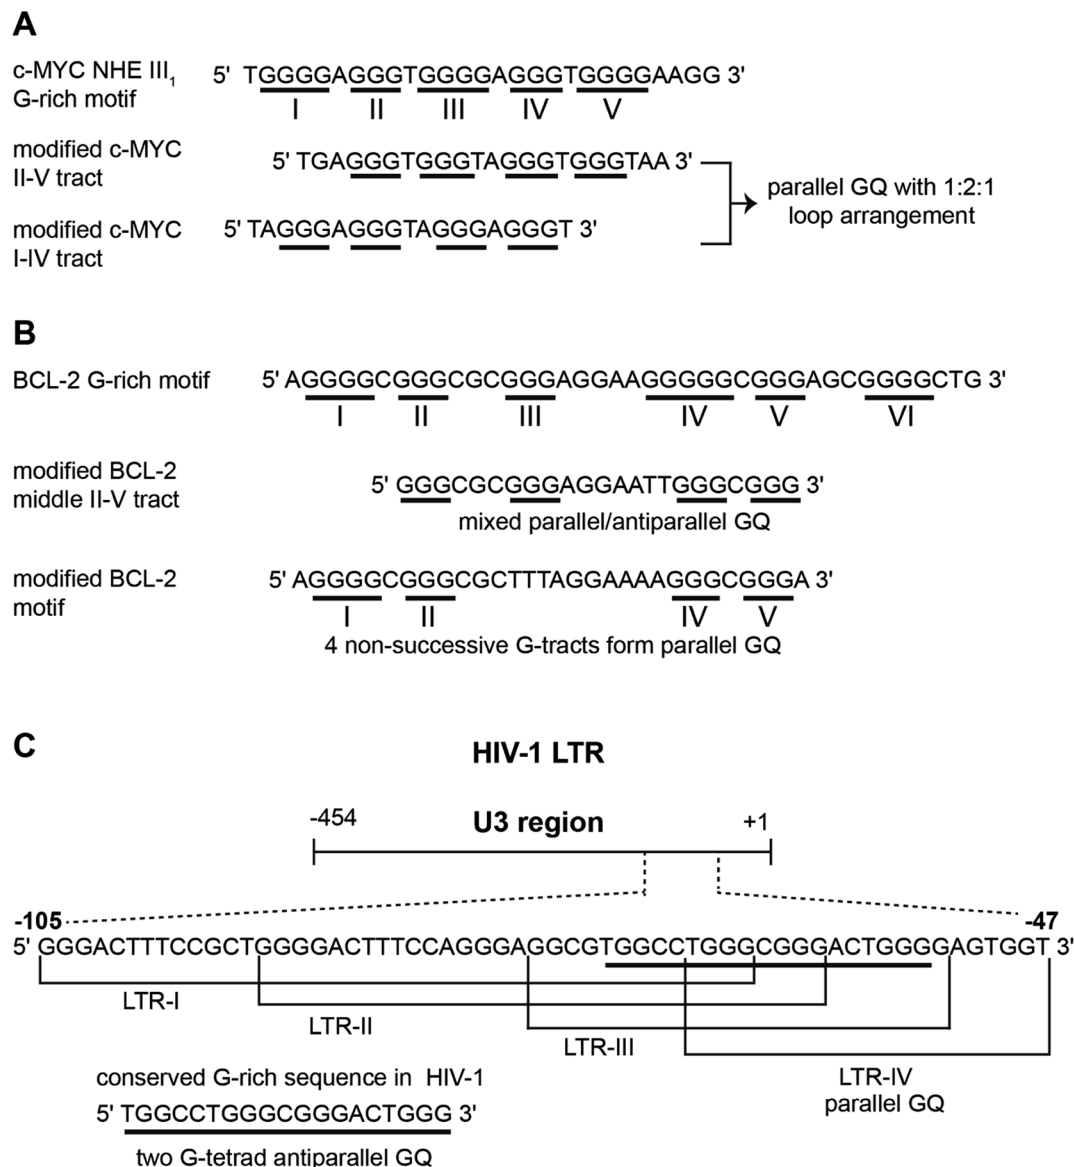 A
c-MYC NHE III1
G-rich motif
5' TGGGGAGGGTGGGGAGGGTGGGGAAGG 3'
I II III IV V
modified c-MYC
II-V tract
5' TGAGGGTGGGTAGGGTGGGTAA 3'
modified c-MYC
I-IV tract
5' TAGGGAGGGTAGGGAGGGT 3'
parallel GQ with 1:2:1
loop arrangement
B
BCL-2 G-rich motif
5' AGGGGCGGGCGCGGGAGGAAGGGGGCGGGAGCGGGGCTG 3'
I II III IV V VI
modified BCL-2
middle II-V tract
5' GGGCGCGGGAGGAATTGGGCGGG 3'
mixed parallel/antiparallel GQ
modified BCL-2
motif
5' AGGGGCGGGCGCTTTAGGAAAAGGGCGGGA 3'
I II IV V
4 non-successive G-tracts form parallel GQ
C
HIV-1 LTR
-454 U3 region +1
-105 -47
5' GGGACTTTCCGCTGGGGACTTTCCAGGGAGGCGTGGCCTGGGCGGGACTGGGGAGTGGT 3'
LTR-I
LTR-II
LTR-III
LTR-IV
parallel GQ
conserved G-rich sequence in HIV-1
5' TGGCCTGGGCGGGACTGGG 3'
two G-tetrad antiparallel GQ